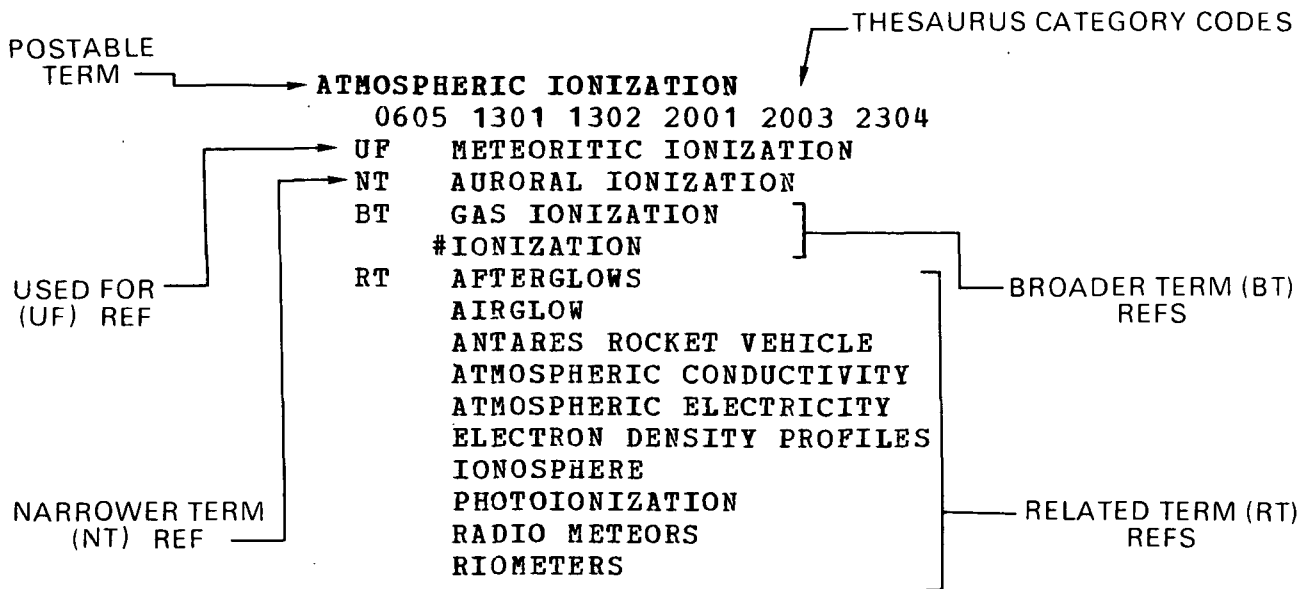 THESAURUS CATEGORY CODES
POSTABLE
TERM
ATMOSPHERIC IONIZATION
0605 1301 1302 2001 2003 2304
UF METEORITIC IONIZATION
NT AURORAL IONIZATION
BT GAS IONIZATION
#IONIZATION
USED FOR
(UF) REF
RT AFTERGLOWS
AIRGLOW
ANTARES ROCKET VEHICLE
ATMOSPHERIC CONDUCTIVITY
ATMOSPHERIC ELECTRICITY
ELECTRON DENSITY PROFILES
IONOSPHERE
PHOTOIONIZATION
RADIO METEORS
RIOMETERS
BROADER TERM (BT)
REFS
NARROWER TERM
(NT) REF
RELATED TERM (RT)
REFS